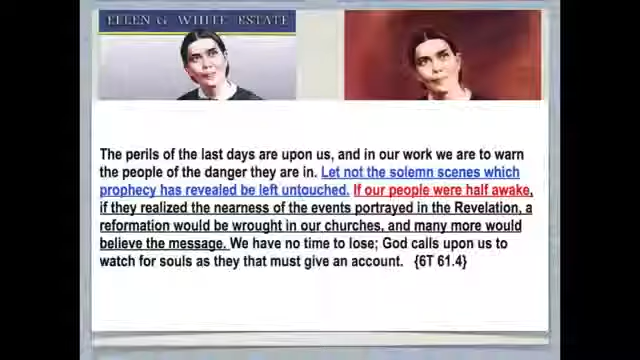 ELLEN G WHITE ESTATE
The perils of the last days are upon us, and in our work we are to warn
the people of the danger they are in. Let not the solemn scenes which
prophecy has revealed be left untouched. If our people were half awake,
if they realized the nearness of the events portrayed in the Revelation, a
reformation would be wrought in our churches, and many more would
believe the message. We have no time to lose; God calls upon us to
watch for souls as they that must give an account. {6T 61.4}